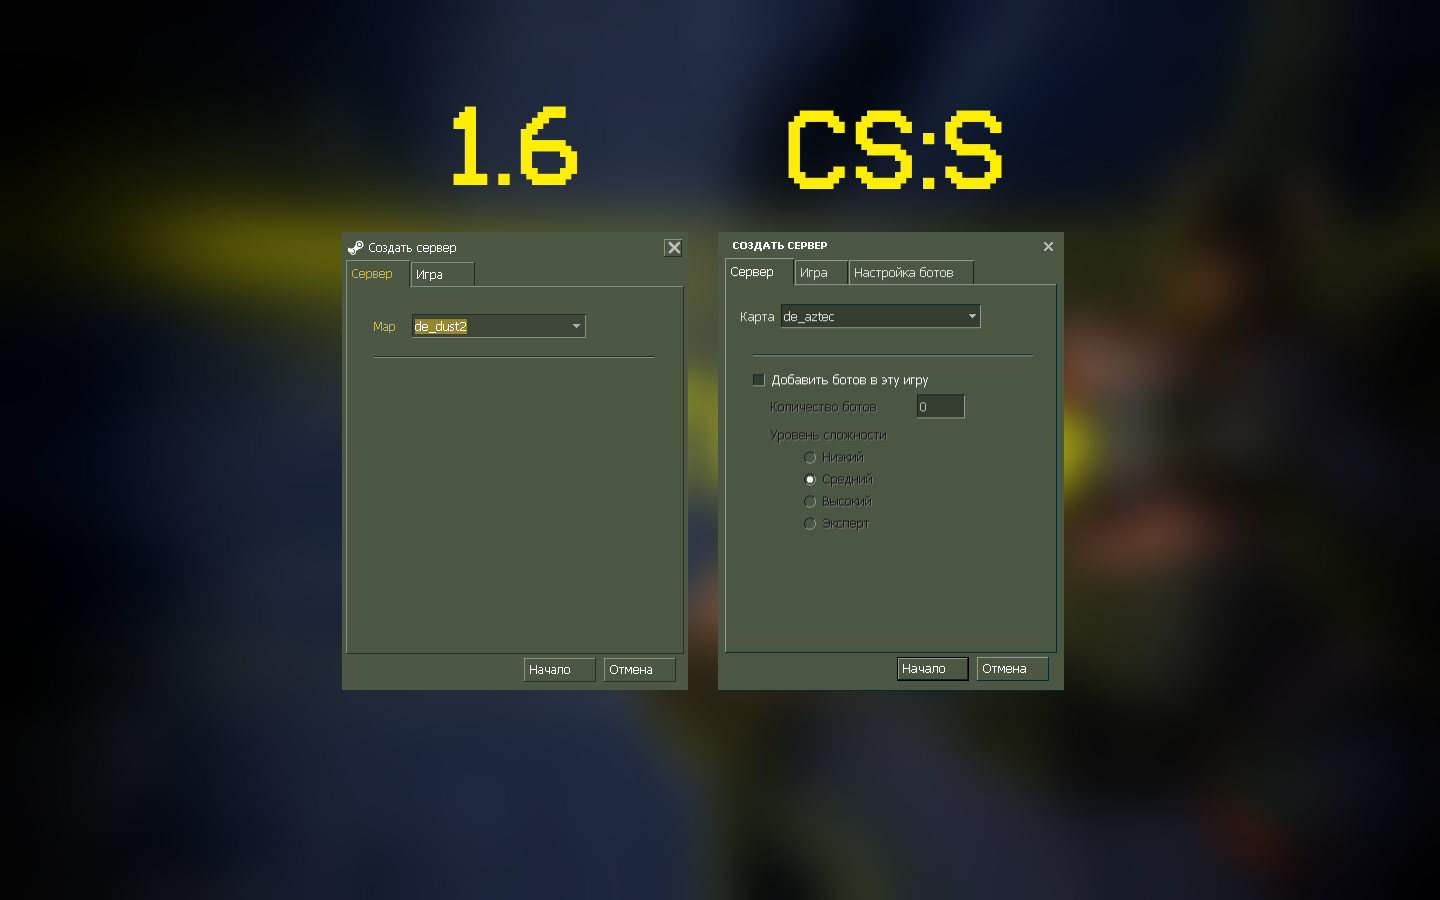 1.6
CS:S
Создать сервер
Сервер
Игра
Map
de_dust2
Начало
Отмена
СОЗДАТЬ СЕРВЕР
Сервер
Игра
Настройка ботов
Карта
de_aztec
Добавить ботов в эту игру
Количество ботов
0
Уровень сложности
Низкий
Средний
Высокий
Эксперт
Начало
Отмена